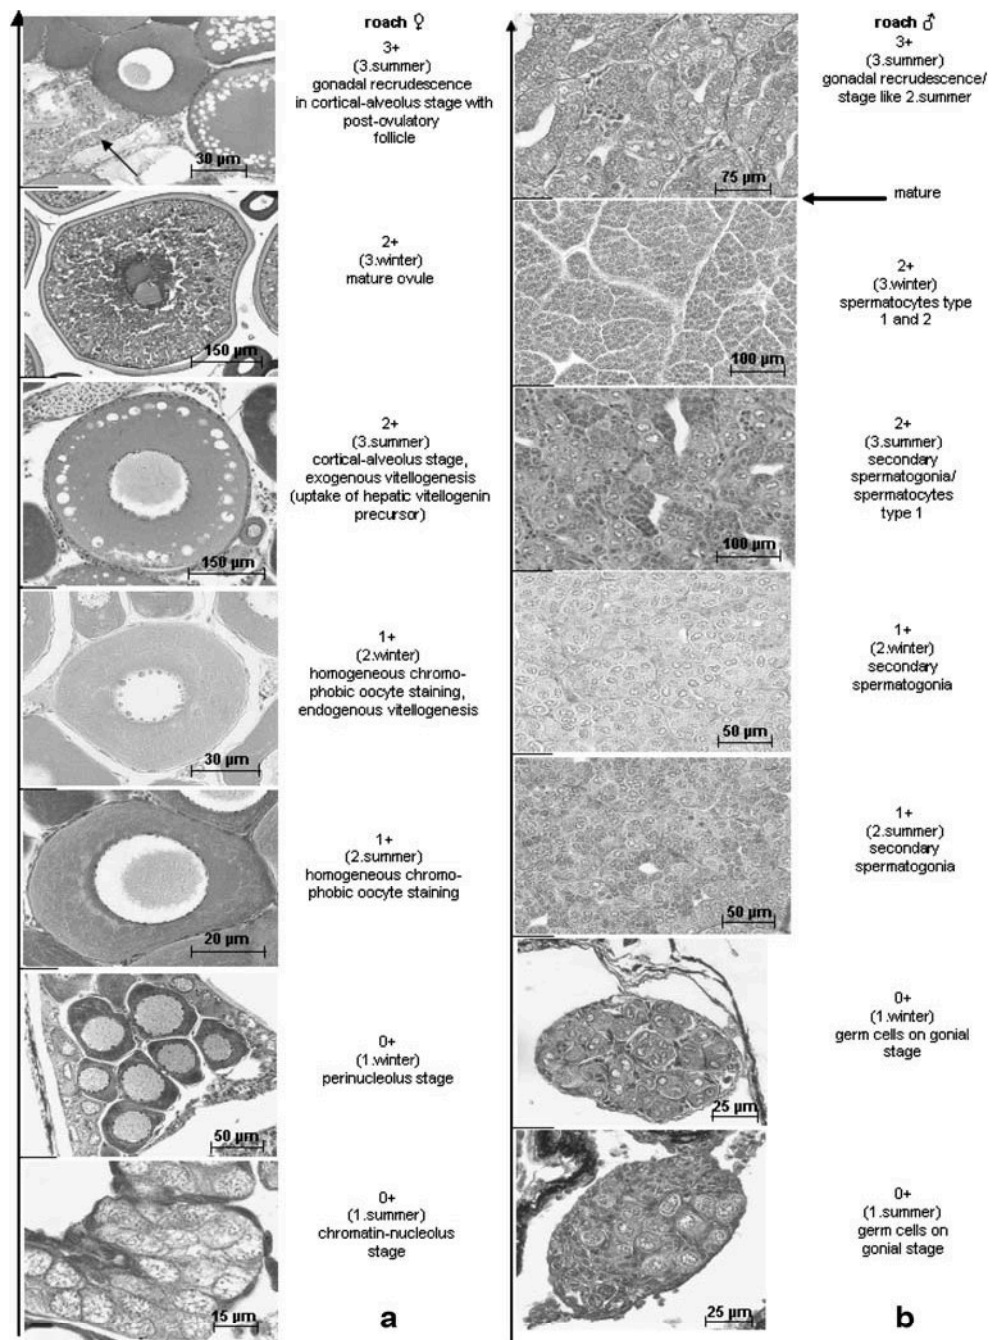 roach ♀
3+
(3.summer)
gonadal recrudescence
in cortical-alveolus stage with
post-ovulatory
follicle
30 µm
2+
(3.winter)
mature ovule
150 µm
2+
(3.summer)
cortical-alveolus stage,
exogenous vitellogenesis
(uptake of hepatic vitellogenin
precursor)
150 µm
1+
(2.winter)
homogeneous chromo-
phobic oocyte staining,
endogenous vitellogenesis
30 µm
1+
(2.summer)
homogeneous chromo-
phobic oocyte staining
20 µm
0+
(1.winter)
perinucleolus stage
50 µm
0+
(1.summer)
chromatin-nucleolus
stage
15 µm
a
roach ♂
3+
(3.summer)
gonadal recrudescence/
stage like 2.summer
75 µm
mature
2+
(3.winter)
spermatocytes type
1 and 2
100 µm
2+
(3.summer)
secondary
spermatogonia/
spermatocytes
type 1
100 µm
1+
(2.winter)
secondary
spermatogonia
50 µm
1+
(2.summer)
secondary
spermatogonia
50 µm
0+
(1.winter)
germ cells on gonial
stage
25 µm
0+
(1.summer)
germ cells on
gonial stage
25 µm
b